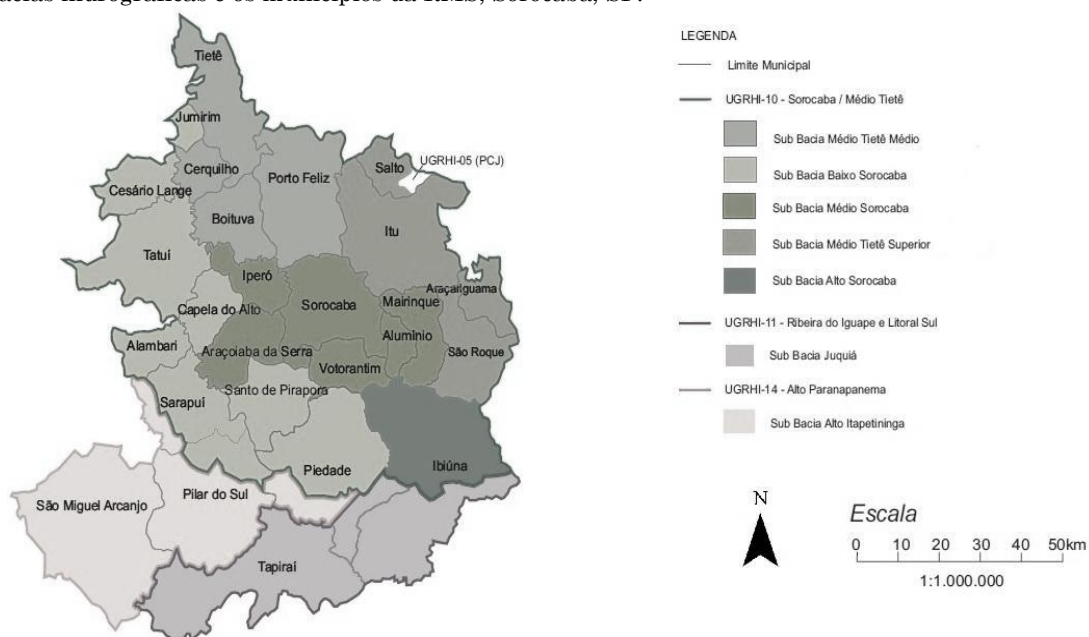 bacias hidrográficas e os municípios da RMS, Sorocaba, SP.
Tietê
Jumirim
Cerquilho
Cesário Lange
Porto Feliz
Salto
UGRHI-05 (PCJ)
Boituva
Itu
Tatuí
Iperó
Sorocaba
Araçariguama
Mairinque
Capela do Alto
Alumínio
Alambari
Araçoiaba da Serra
São Roque
Votorantim
Santo de Pirapora
Sarapuí
Ibiúna
Piedade
Pilar do Sul
São Miguel Arcanjo
Tapiraí
LEGENDA
Limite Municipal
UGRHI-10 - Sorocaba / Médio Tietê
Sub Bacia Médio Tietê Médio
Sub Bacia Baixo Sorocaba
Sub Bacia Médio Sorocaba
Sub Bacia Médio Tietê Superior
Sub Bacia Alto Sorocaba
UGRHI-11 - Ribeira do Iguape e Litoral Sul
Sub Bacia Juquiá
UGRHI-14 - Alto Paranapanema
Sub Bacia Alto Itapetininga
N
Escala
0 10 20 30 40 50km
1:1.000.000